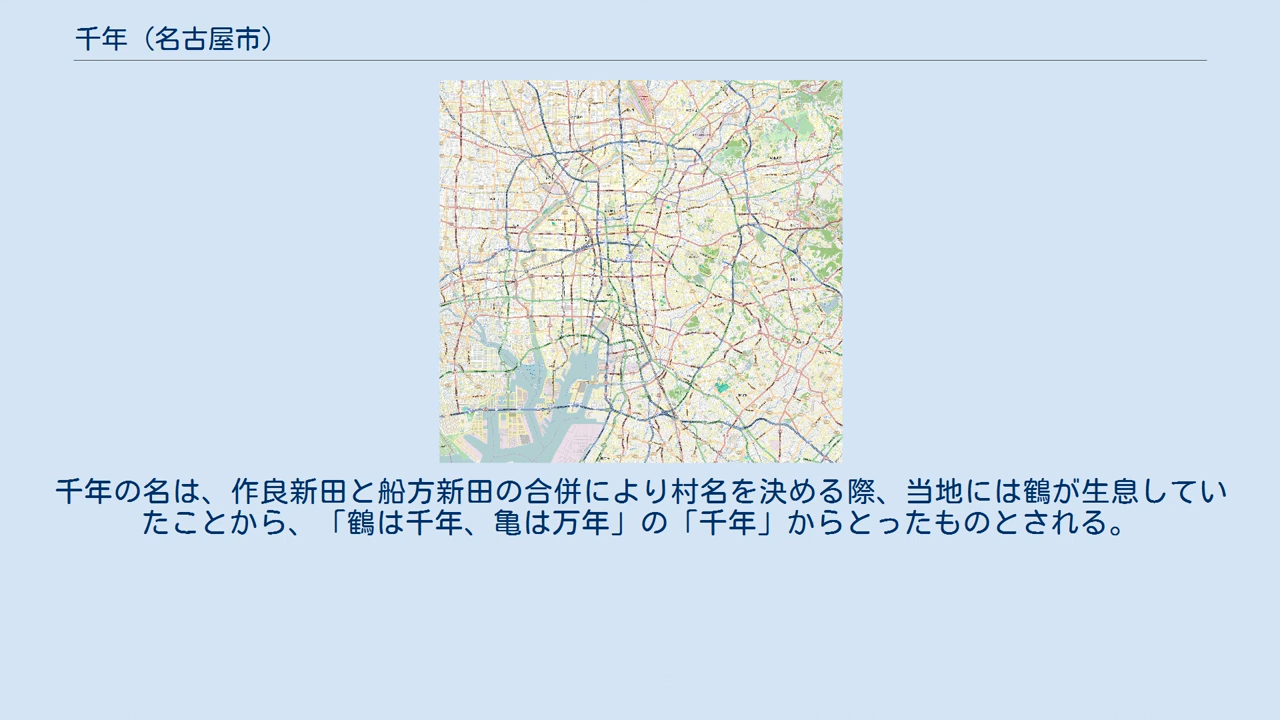 千年（名古屋市）
千年の名は、作良新田と船方新田の合併により村名を決める際、当地には鶴が生息してい
たことから、「鶴は千年、亀は万年」の「千年」からとったものとされる。